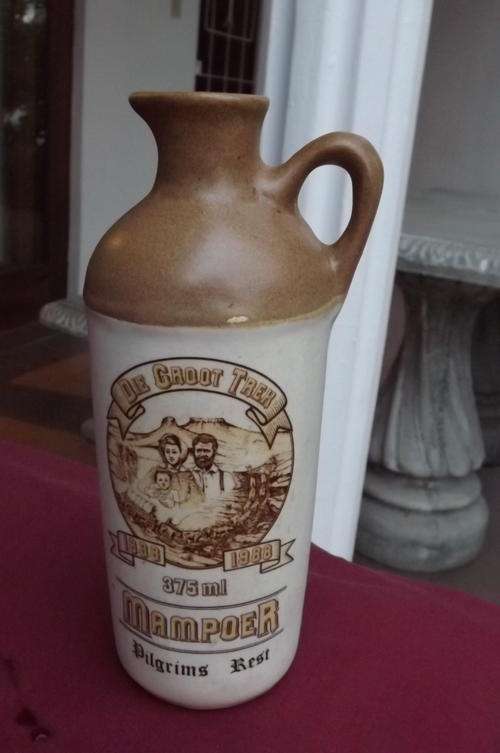 DIE GROOT TREK
1838 1988
375 ml
MAMPOER
Pilgrims Rest